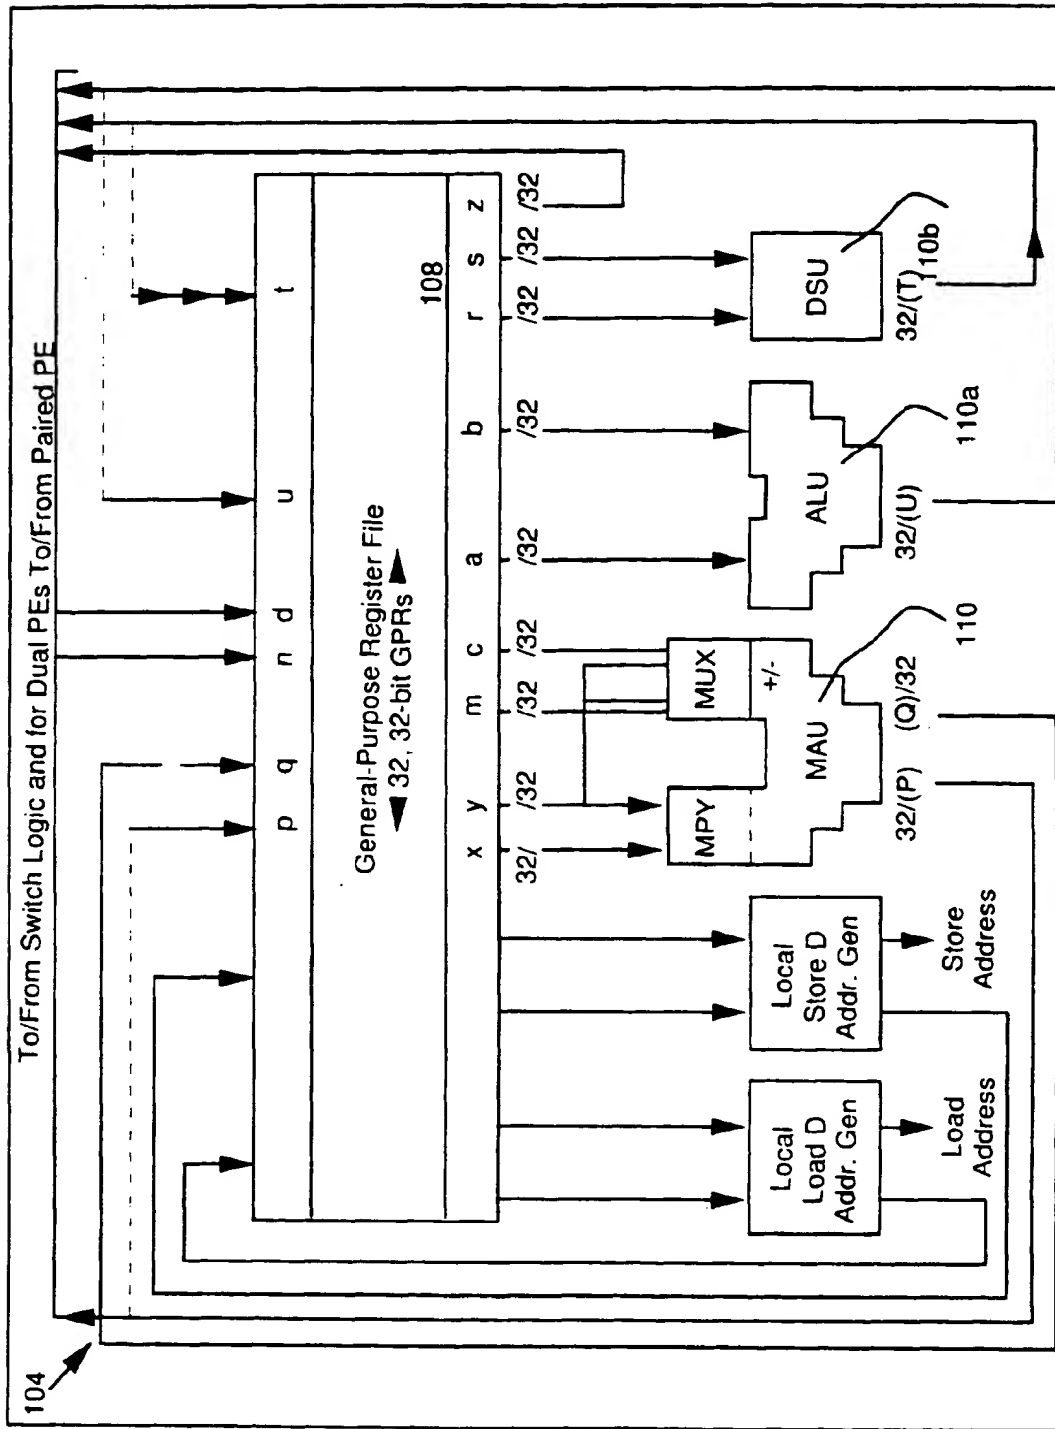 104
To/From Switch Logic and for Dual PEs To/From Paired PE
p
q
n
d
u
t
General-Purpose Register File
32, 32-bit GPRs
108
x
y
m
c
a
b
r
s
z
32/
/32
/32
/32
/32
/32
/32
/32
/32
Local
Load D
Addr. Gen
Local
Store D
Addr. Gen
MPY
MUX
+/-
MAU
ALU
DSU
Load
Address
Store
Address
32/(P)
(Q)/32
110
32/(U)
110a
32/(T)
110b